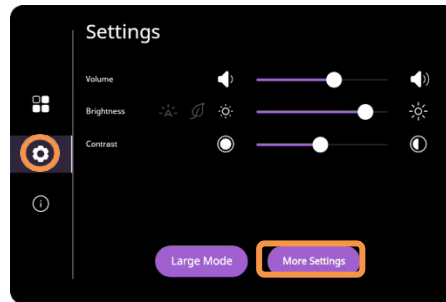 Settings
Volume
Brightness
Contrast
Large Mode
More Settings